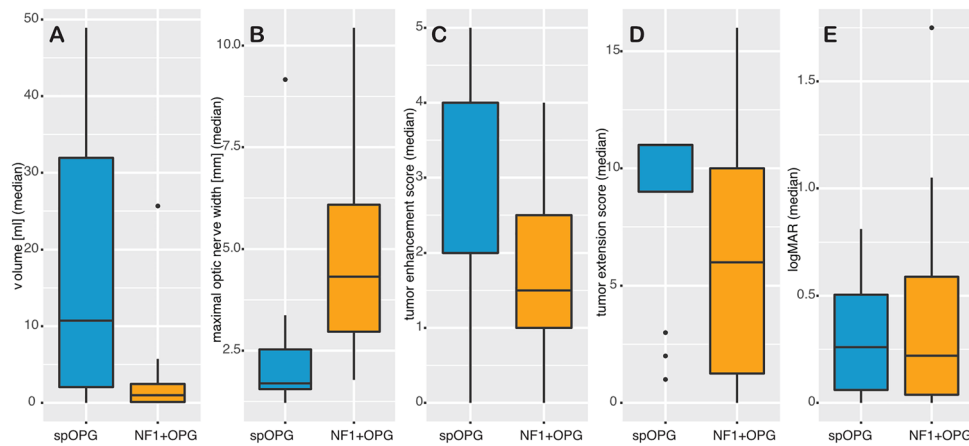 A
volume [ml] (median)
50
40
30
20
10
0
spOPG NF1+OPG
B
maximal optic nerve width [mm] (median)
10.0
7.5
5.0
2.5
spOPG NF1+OPG
C
tumor enhancement score (median)
5
4
3
2
1
0
spOPG NF1+OPG
D
tumor extension score (median)
15
10
5
0
spOPG NF1+OPG
E
logMAR (median)
1.5
1.0
0.5
0
spOPG NF1+OPG